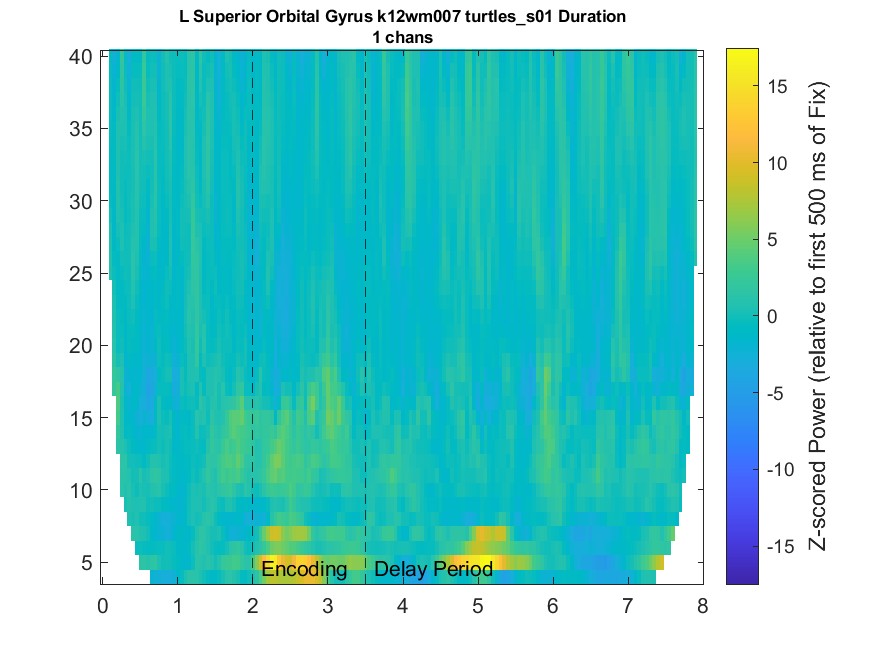 L Superior Orbital Gyrus k12wm007 turtles_s01 Duration
1 chans
40
35
30
25
20
15
10
5
Encoding
Delay Period
0 1 2 3 4 5 6 7 8
15
10
5
0
-5
-10
-15
Z-scored Power (relative to first 500 ms of Fix)